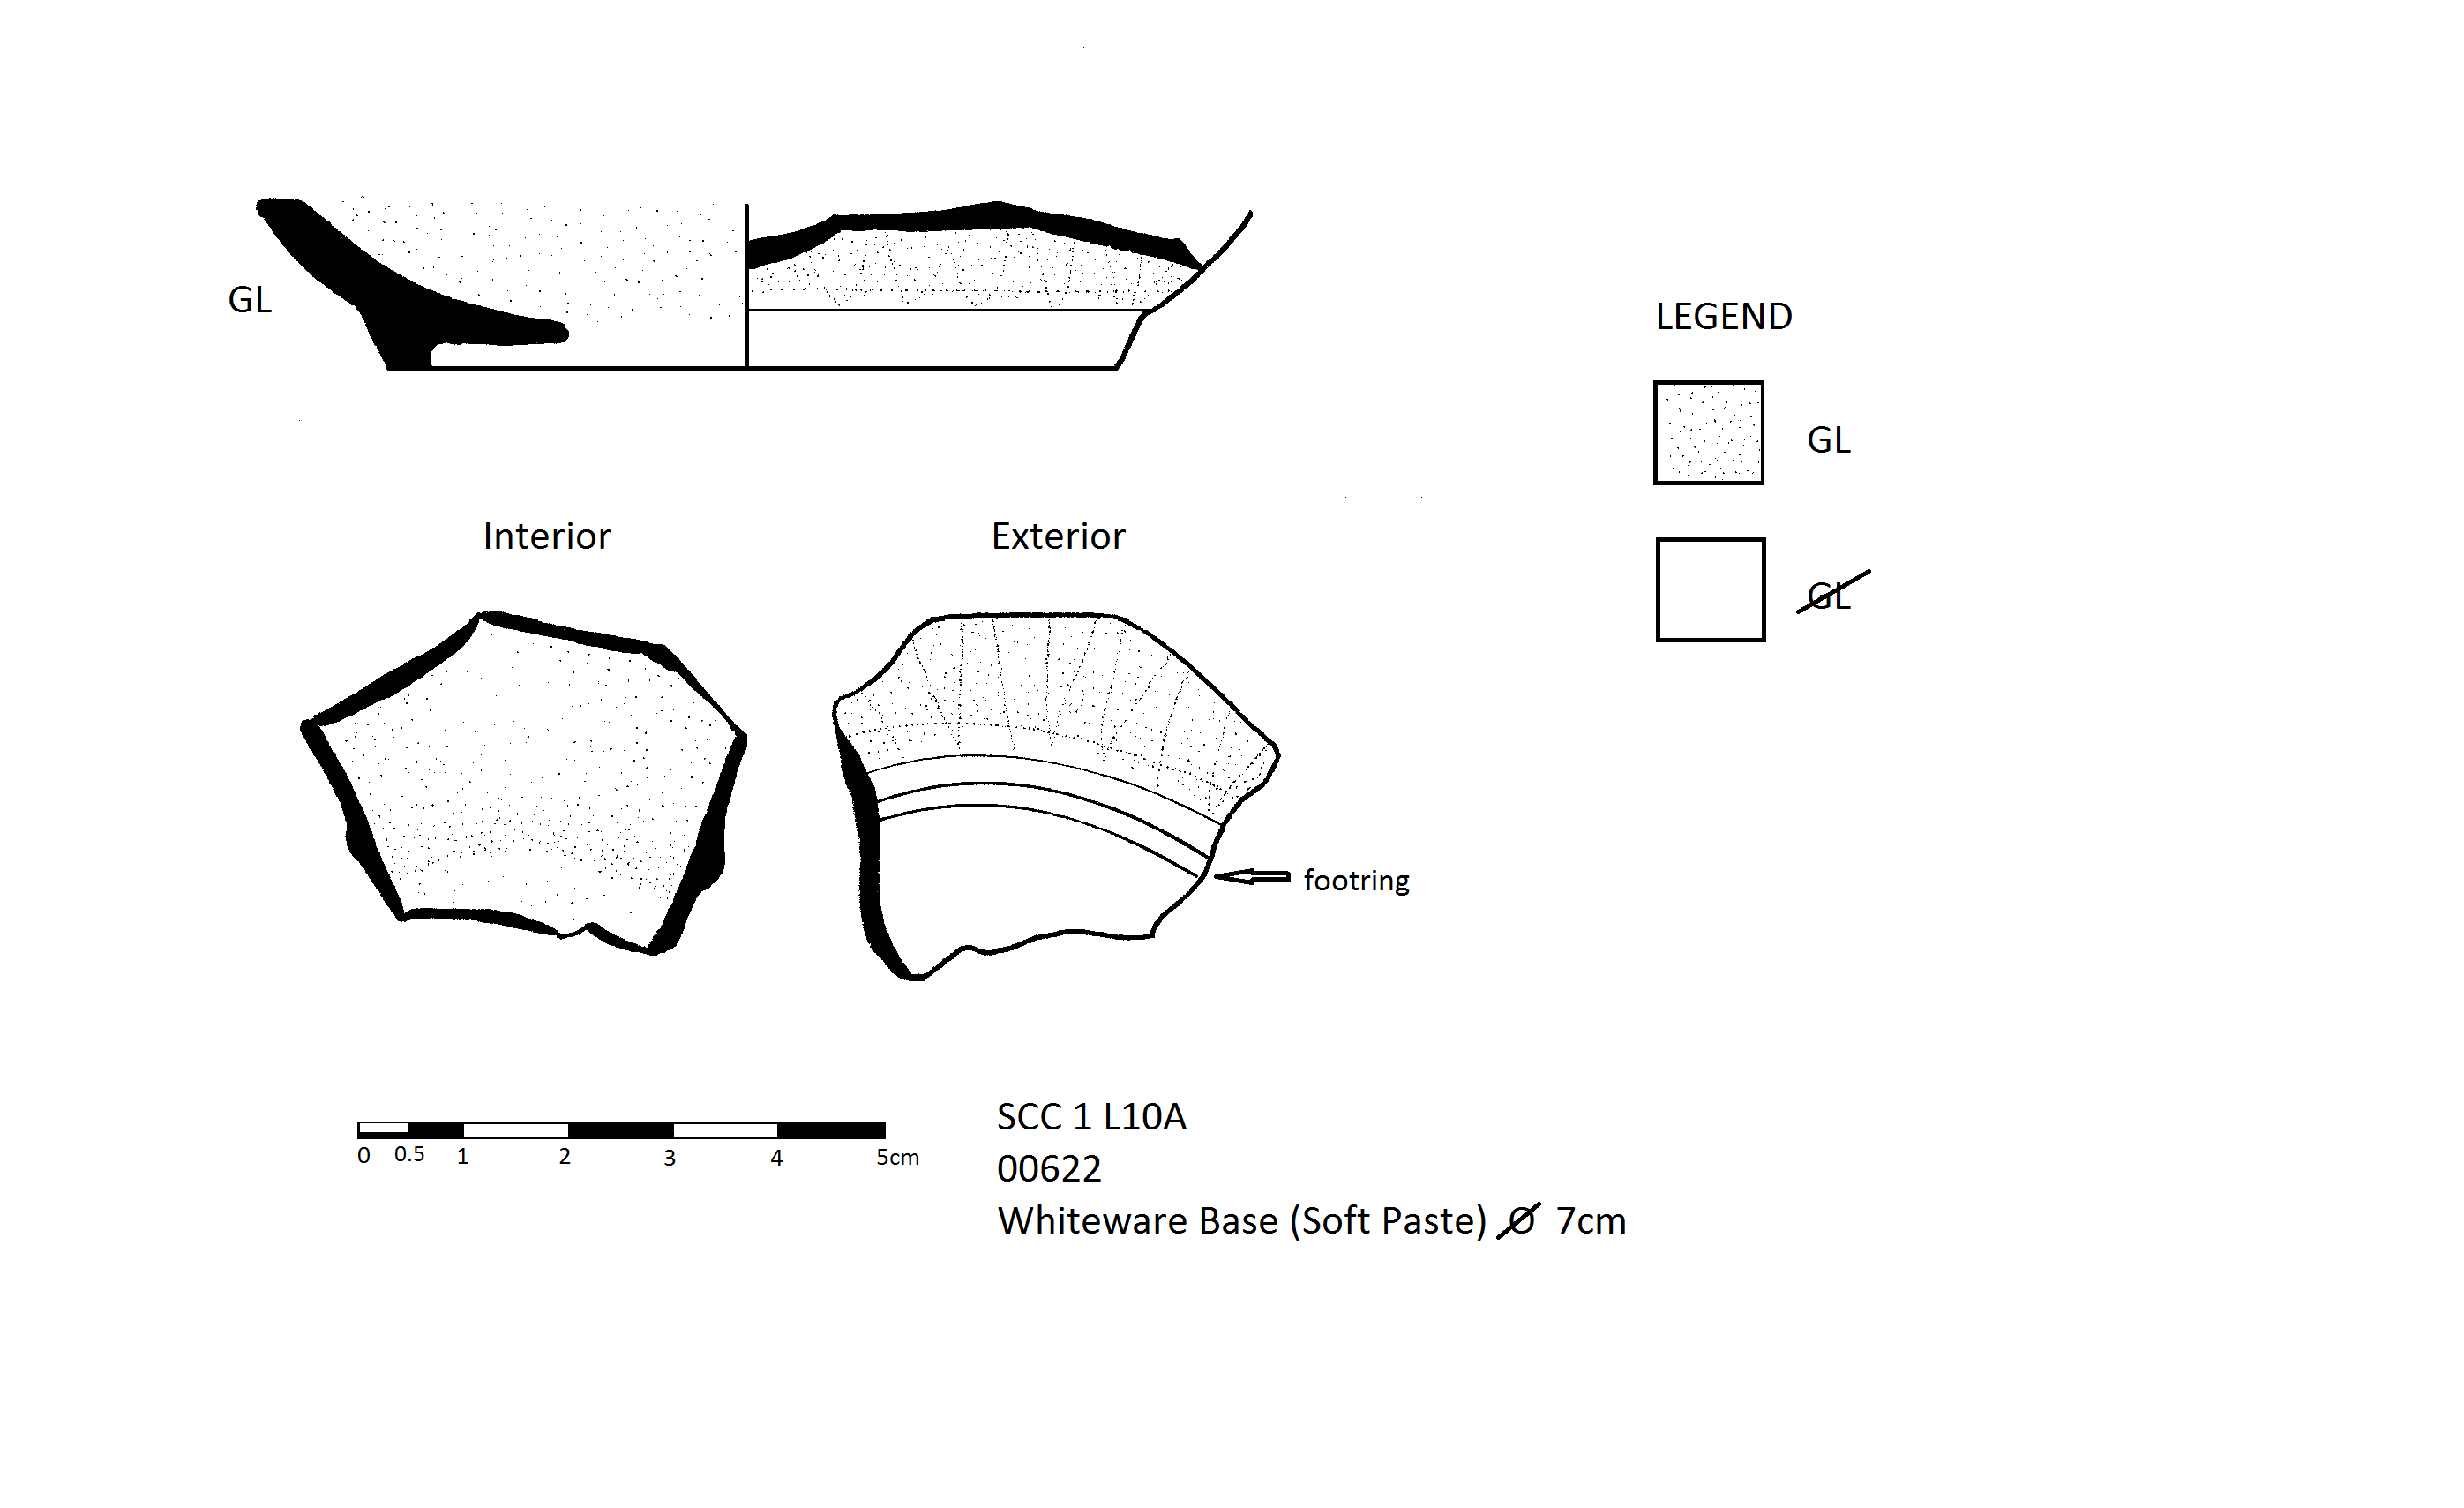 GL
LEGEND
GL
GL
Interior
Exterior
footring
0 0.5 1 2 3 4 5cm
SCC 1 L10A
00622
Whiteware Base (Soft Paste) Ø 7cm